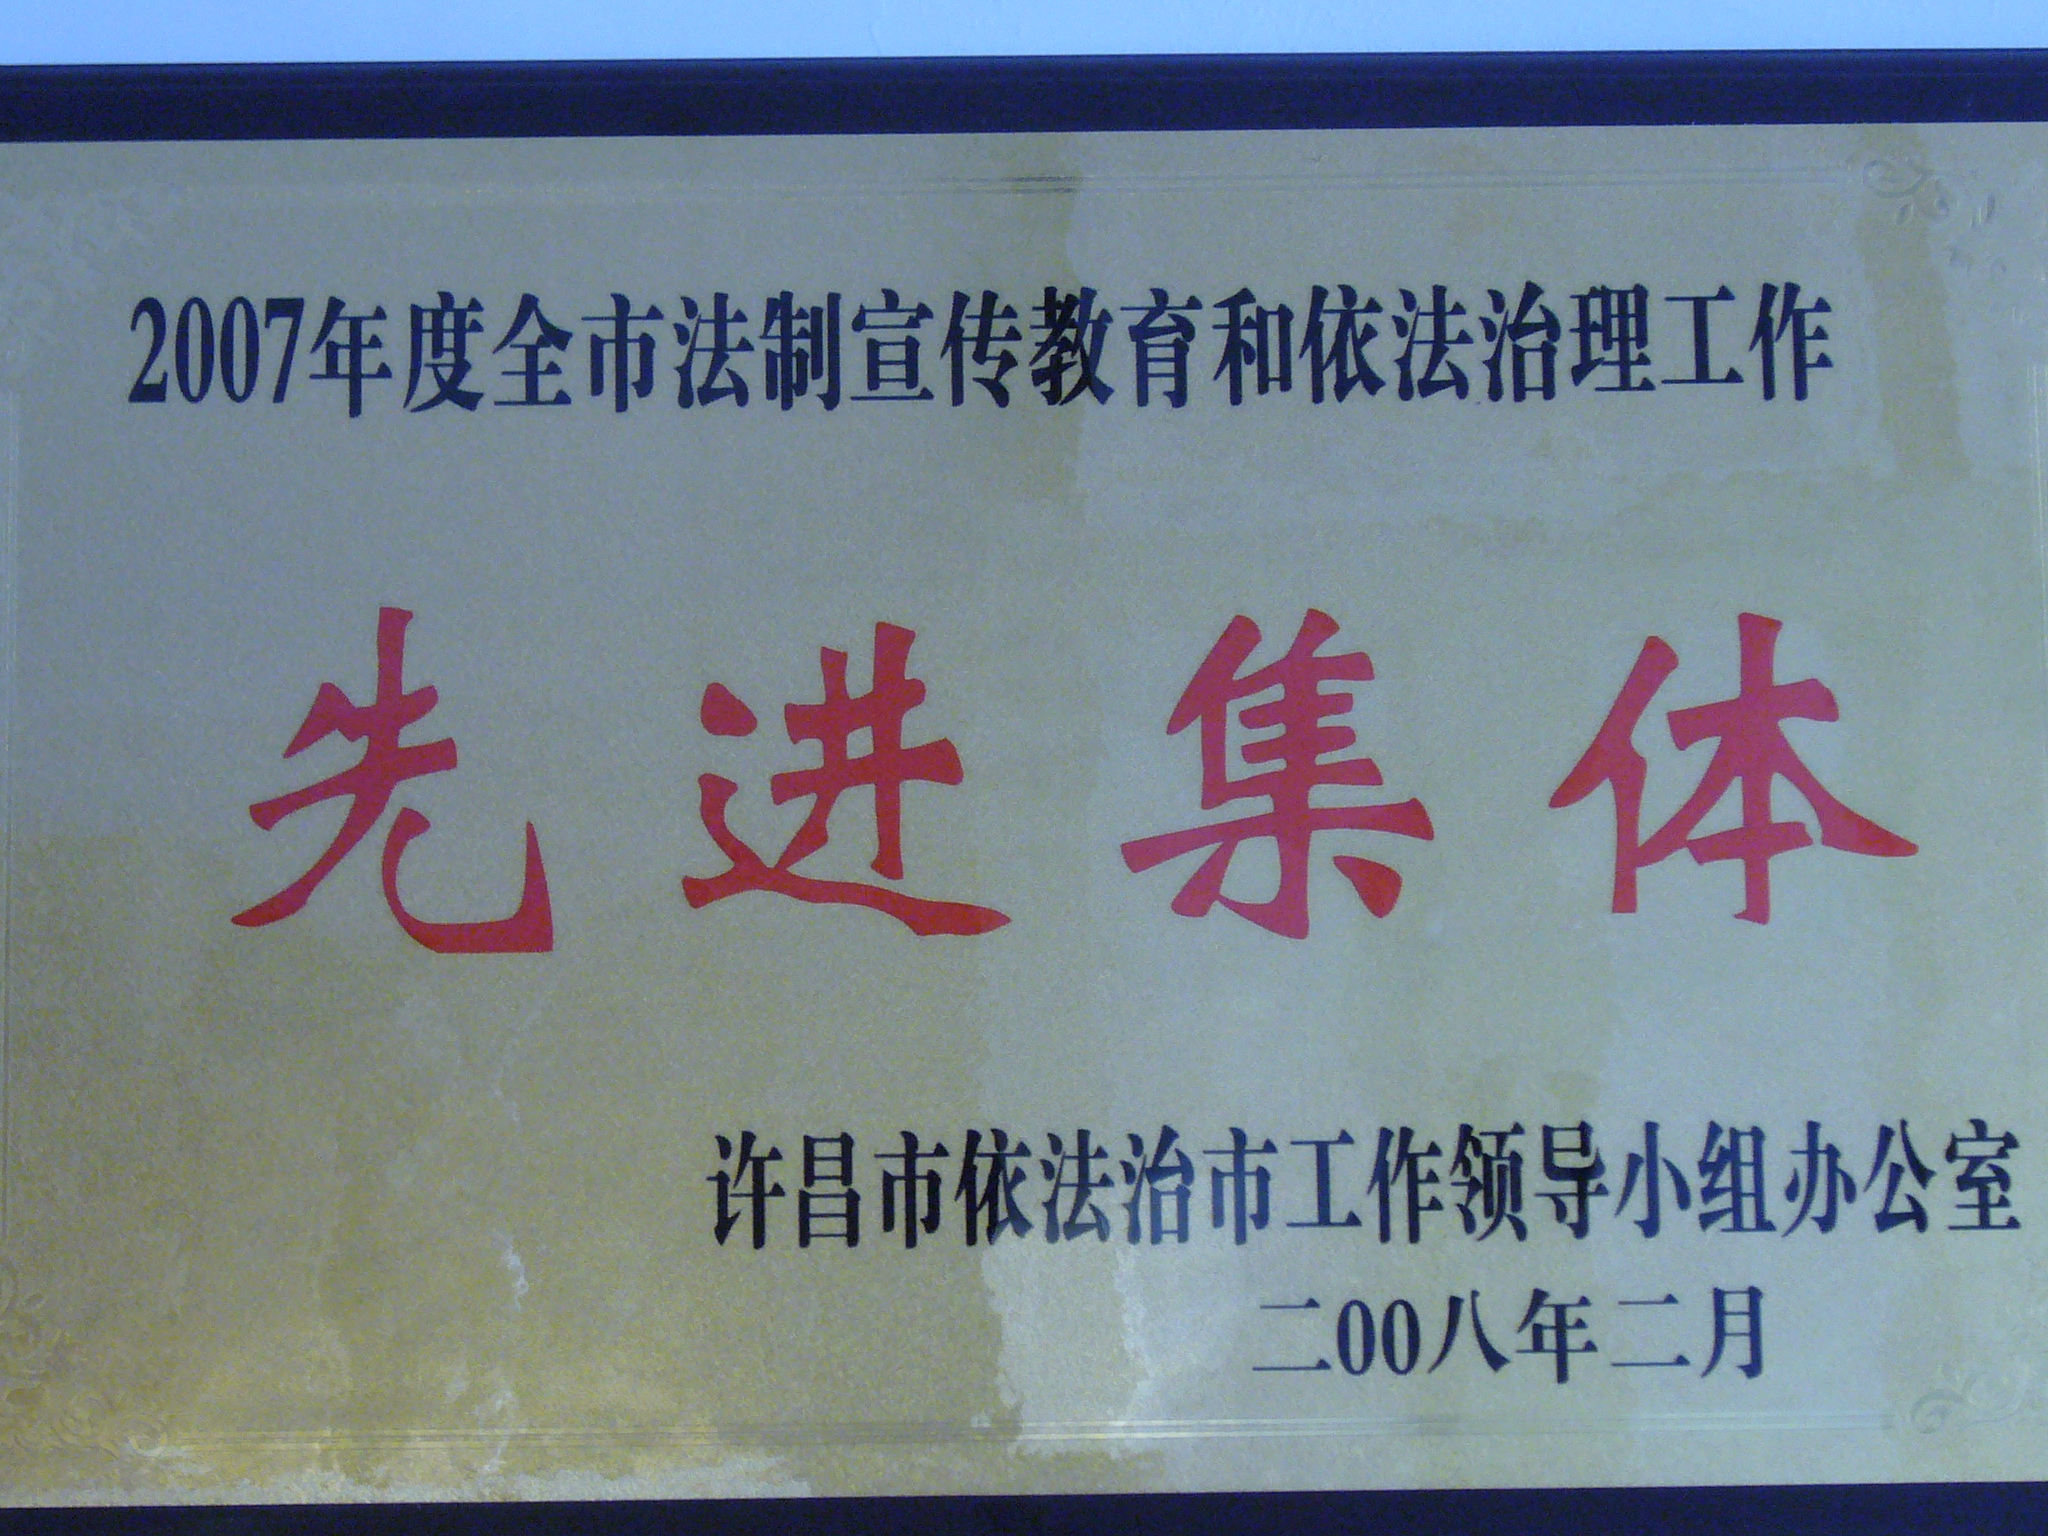 2007年度全市法制宣传教育和依法治理工作
先进集体
许昌市依法治市工作领导小组办公室
二00八年二月